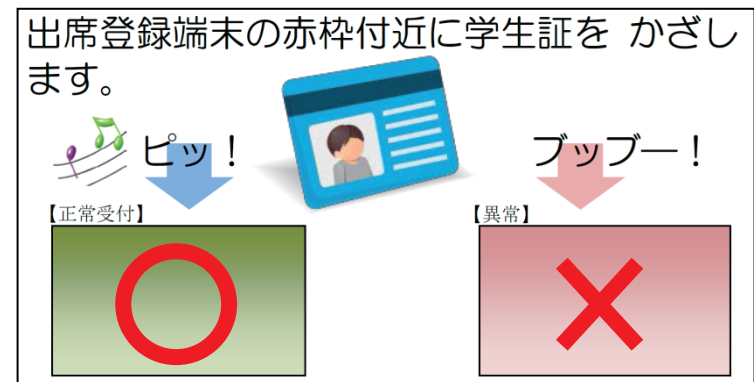 出席登録端末の赤枠付近に学生証を かざし
ます。
ピッ!
ブッブー!
【正常受付】
【異常】